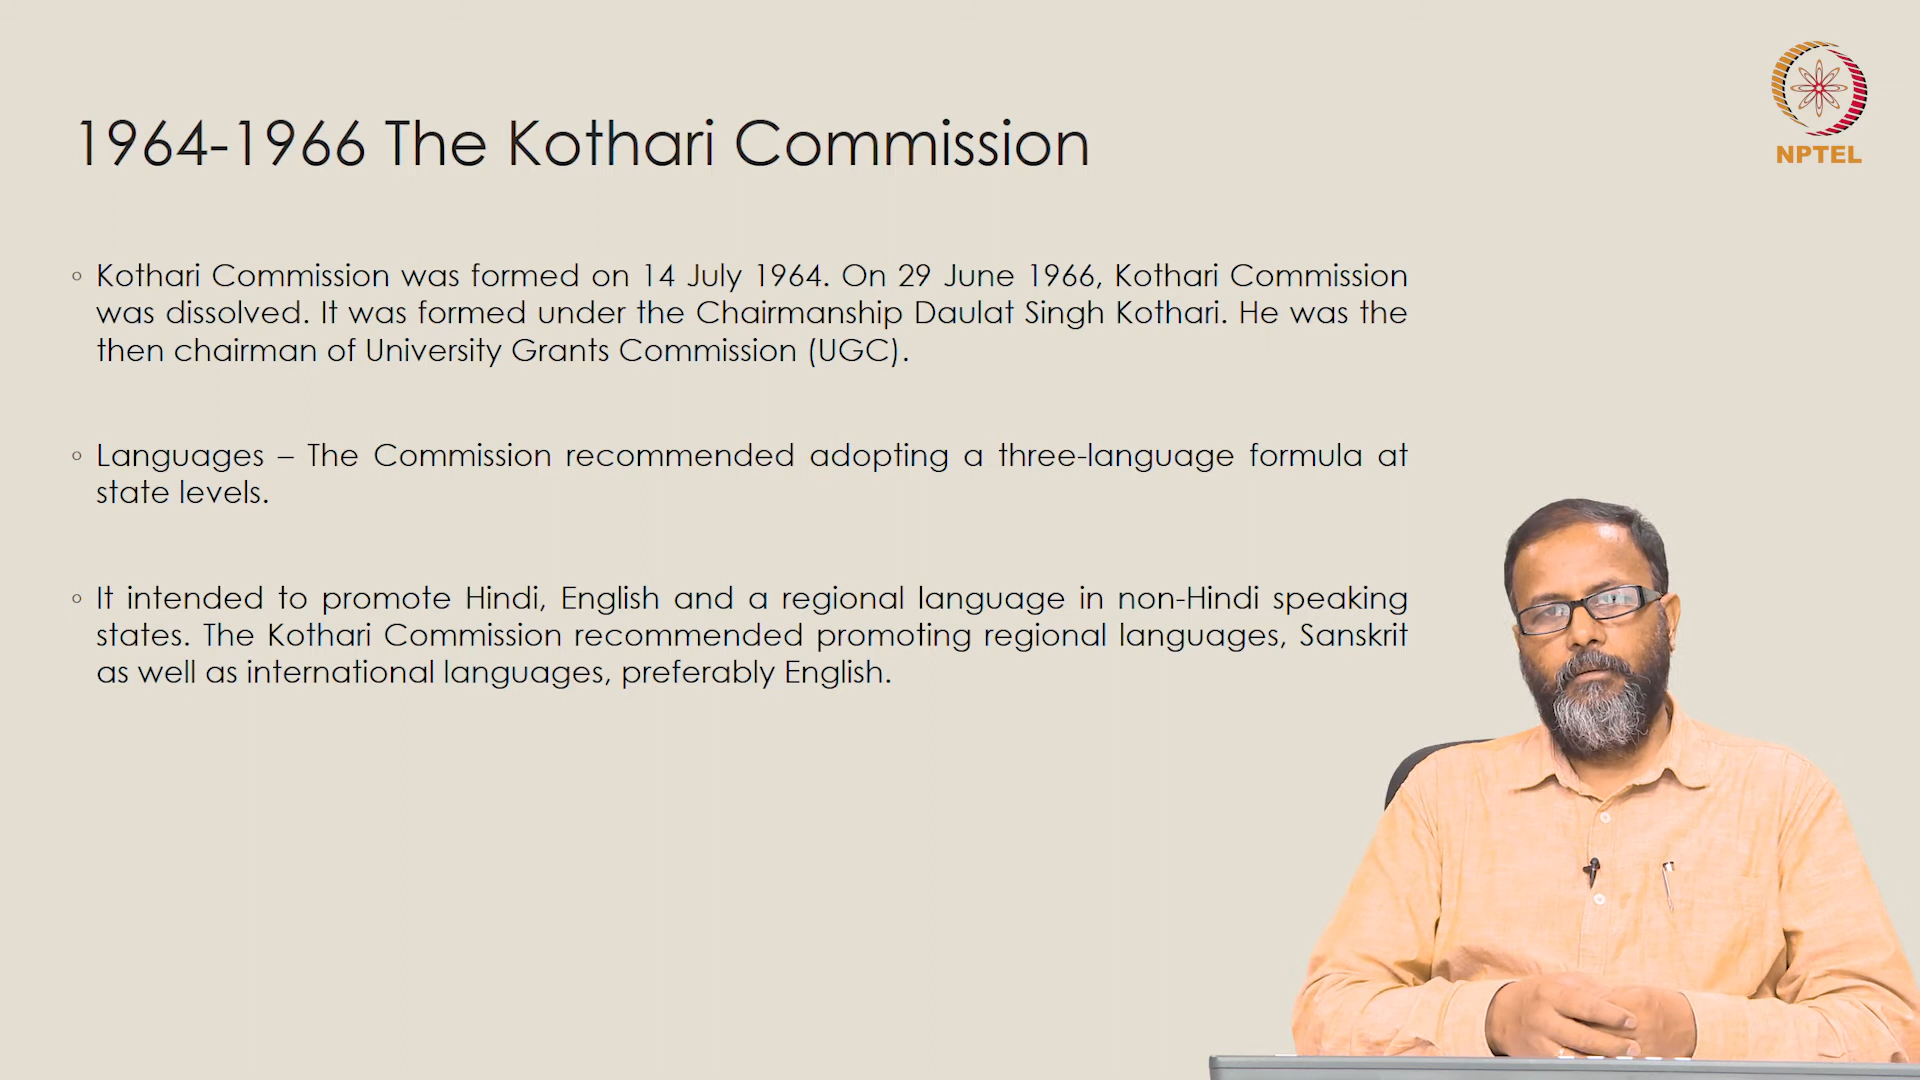 1964-1966 The Kothari Commission
NPTEL
◦ Kothari Commission was formed on 14 July 1964. On 29 June 1966, Kothari Commission
was dissolved. It was formed under the Chairmanship Daulat Singh Kothari. He was the
then chairman of University Grants Commission (UGC).
◦ Languages – The Commission recommended adopting a three-language formula at
state levels.
◦ It intended to promote Hindi, English and a regional language in non-Hindi speaking
states. The Kothari Commission recommended promoting regional languages, Sanskrit
as well as international languages, preferably English.